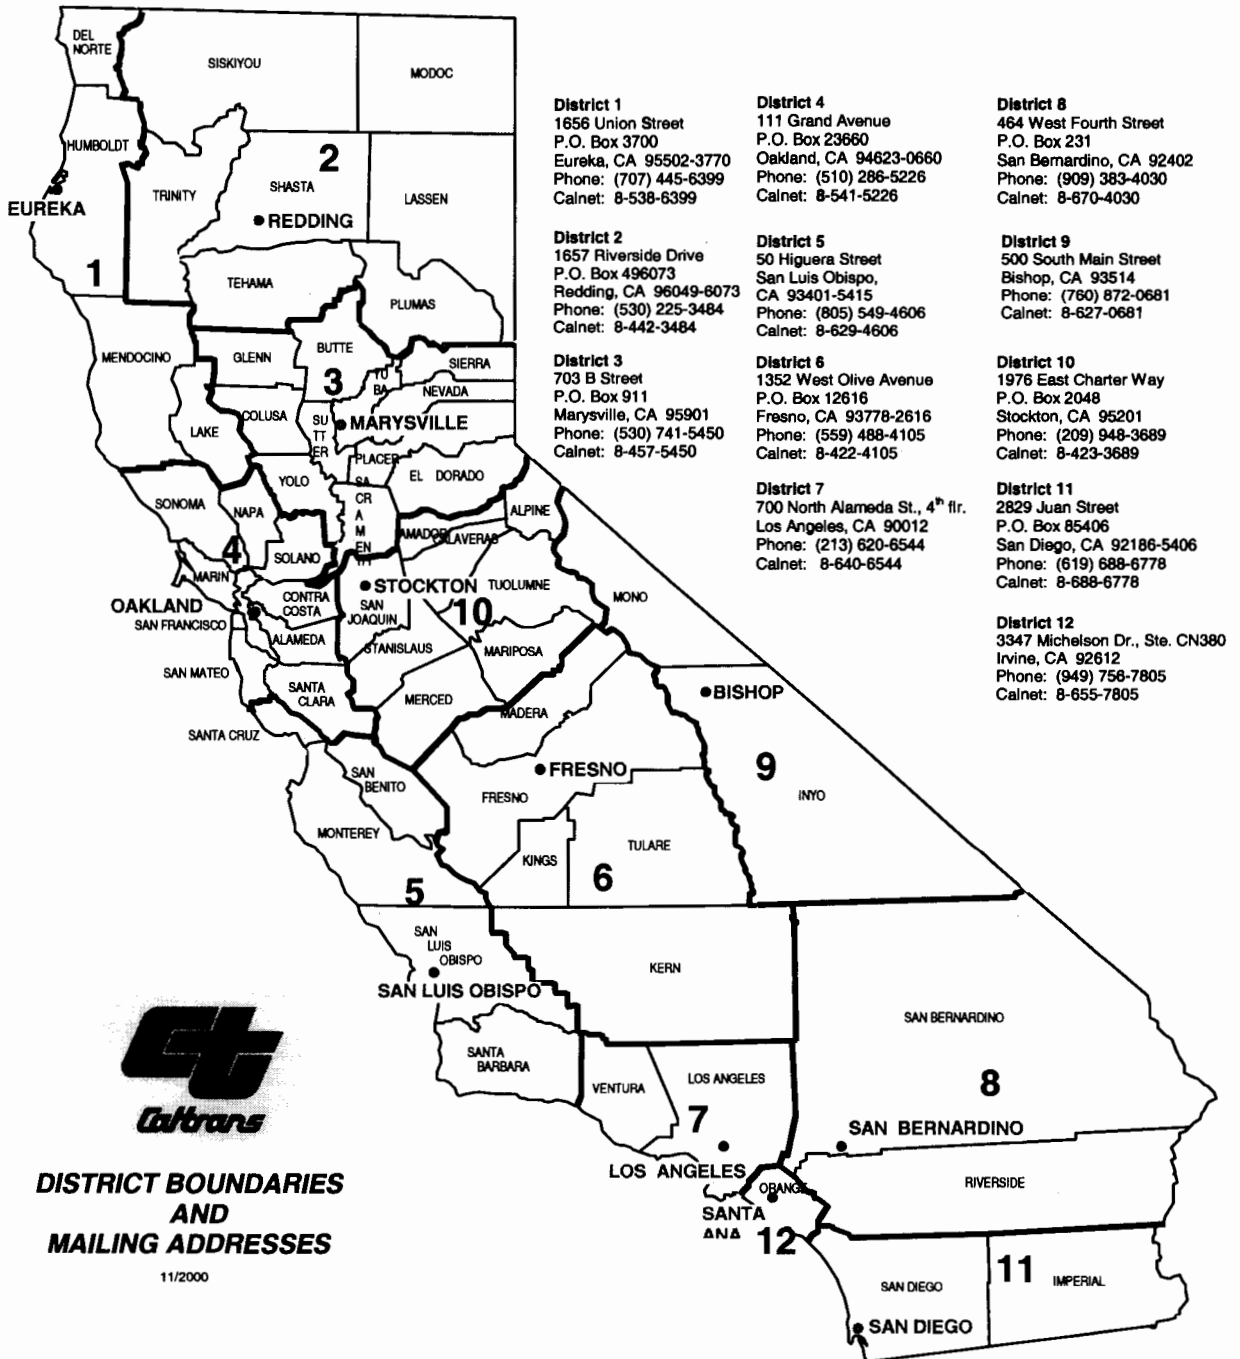 DEL
NORTE
SISKIYOU
MODOC
HUMBOLDT
TRINITY
2
SHASTA
LASSEN
EUREKA
REDDING
1
TEHAMA
PLUMAS
MENDOCINO
GLENN
BUTTE
SIERRA
3
YU
BA
NEVADA
COLUSA
LAKE
SU
TT
ER
MARYSVILLE
PLACER
EL DORADO
YOLO
SA
CR
A
M
EN
TO
SONOMA
NAPA
ALPINE
AMADOR
CALAVERAS
4
SOLANO
MARIN
STOCKTON
TUOLUMNE
MONO
CONTRA
COSTA
OAKLAND
SAN
JOAQUIN
10
SAN FRANCISCO
ALAMEDA
STANISLAUS
MARIPOSA
SAN MATEO
SANTA
CLARA
MERCED
BISHOP
MADERA
SANTA CRUZ
SAN
BENITO
FRESNO
9
INYO
FRESNO
MONTEREY
KINGS
TULARE
5
6
SAN
LUIS
OBISPO
SAN LUIS OBISPO
KERN
SAN BERNARDINO
SANTA
BARBARA
VENTURA
LOS ANGELES
8
7
SAN BERNARDINO
LOS ANGELES
RIVERSIDE
ORANGE
SANTA
ANA
12
SAN DIEGO
11
IMPERIAL
SAN DIEGO
District 1
1656 Union Street
P.O. Box 3700
Eureka, CA 95502-3770
Phone: (707) 445-6399
Calnet: 8-538-6399
District 2
1657 Riverside Drive
P.O. Box 496073
Redding, CA 96049-6073
Phone: (530) 225-3484
Calnet: 8-442-3484
District 3
703 B Street
P.O. Box 911
Marysville, CA 95901
Phone: (530) 741-5450
Calnet: 8-457-5450
District 4
111 Grand Avenue
P.O. Box 23660
Oakland, CA 94623-0660
Phone: (510) 286-5226
Calnet: 8-541-5226
District 5
50 Higuera Street
San Luis Obispo,
CA 93401-5415
Phone: (805) 549-4606
Calnet: 8-629-4606
District 6
1352 West Olive Avenue
P.O. Box 12616
Fresno, CA 93778-2616
Phone: (559) 488-4105
Calnet: 8-422-4105
District 7
700 North Alameda St., 4th flr.
Los Angeles, CA 90012
Phone: (213) 620-6544
Calnet: 8-640-6544
District 8
464 West Fourth Street
P.O. Box 231
San Bernardino, CA 92402
Phone: (909) 383-4030
Calnet: 8-670-4030
District 9
500 South Main Street
Bishop, CA 93514
Phone: (760) 872-0681
Calnet: 8-627-0681
District 10
1976 East Charter Way
P.O. Box 2048
Stockton, CA 95201
Phone: (209) 948-3689
Calnet: 8-423-3689
District 11
2829 Juan Street
P.O. Box 85406
San Diego, CA 92186-5406
Phone: (619) 688-6778
Calnet: 8-688-6778
District 12
3347 Michelson Dr., Ste. CN380
Irvine, CA 92612
Phone: (949) 756-7805
Calnet: 8-655-7805
Ct
Caltrans
DISTRICT BOUNDARIES
AND
MAILING ADDRESSES
11/2000